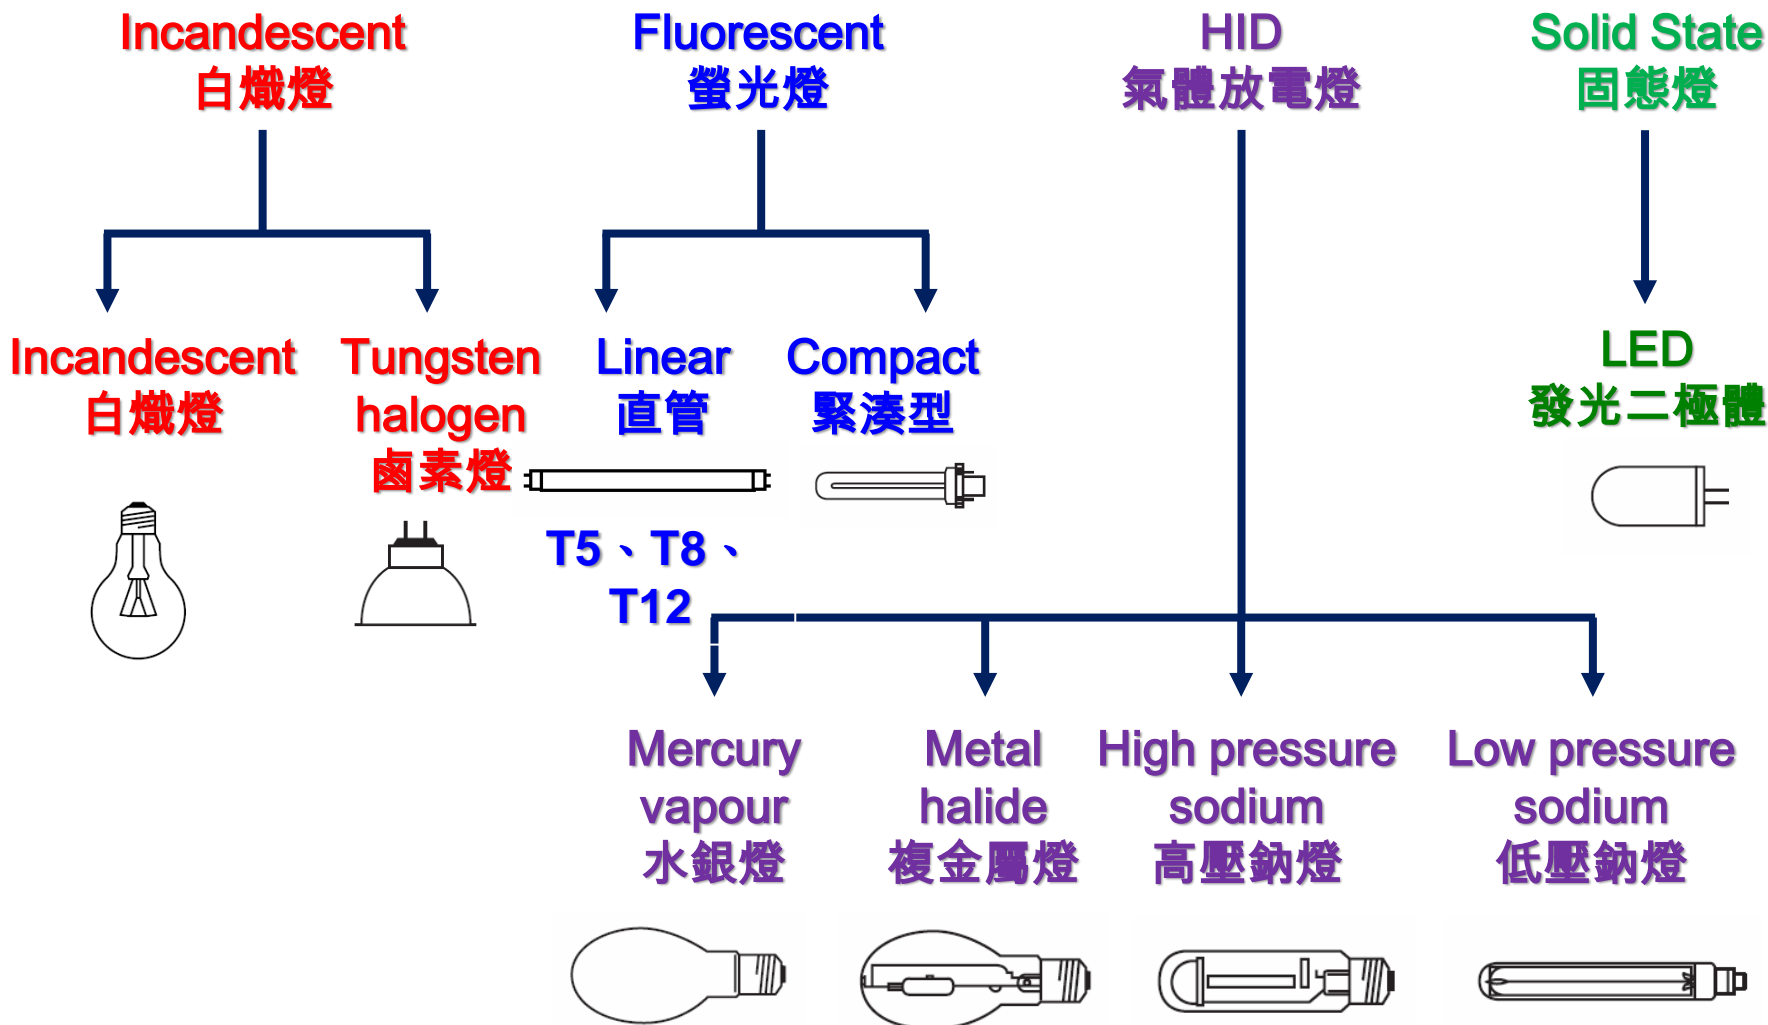 Incandescent
白熾燈
Fluorescent
螢光燈
HID
氣體放電燈
Solid State
固態燈
Incandescent
白熾燈
Tungsten
halogen
鹵素燈
Linear
直管
T5、T8、
T12
Compact
緊湊型
LED
發光二極體
Mercury
vapour
水銀燈
Metal
halide
複金屬燈
High pressure
sodium
高壓鈉燈
Low pressure
sodium
低壓鈉燈